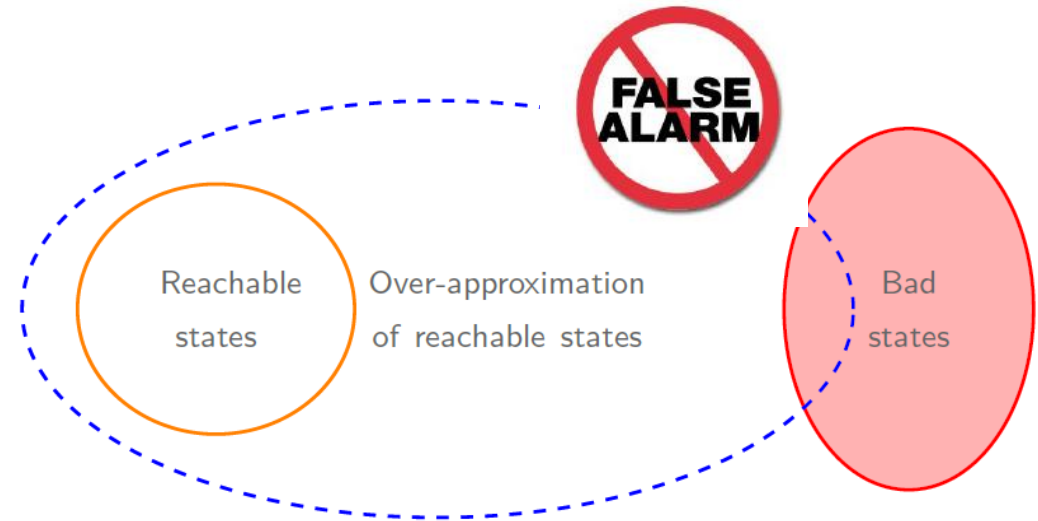 FALSE
ALARM
Reachable
states
Over-approximation
of reachable states
Bad
states